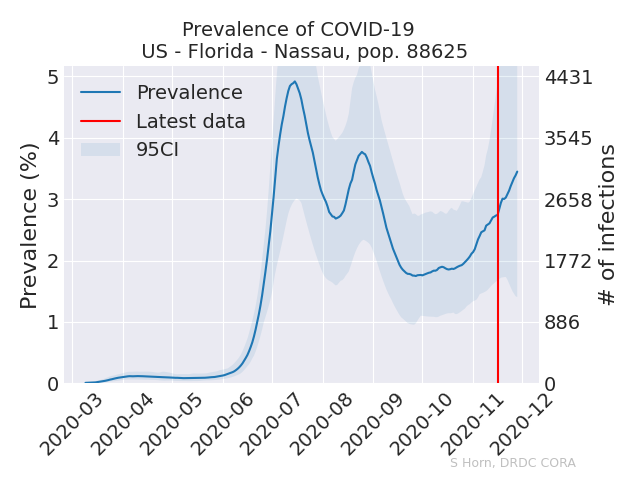 Prevalence of COVID-19
US - Florida - Nassau, pop. 88625
Prevalence
Latest data
95CI
Prevalence (%)
5
4
3
2
1
0
4431
3545
2658
1772
886
0
# of infections
2020-03
2020-04
2020-05
2020-06
2020-07
2020-08
2020-09
2020-10
2020-11
2020-12
S Horn, DRDC CORA